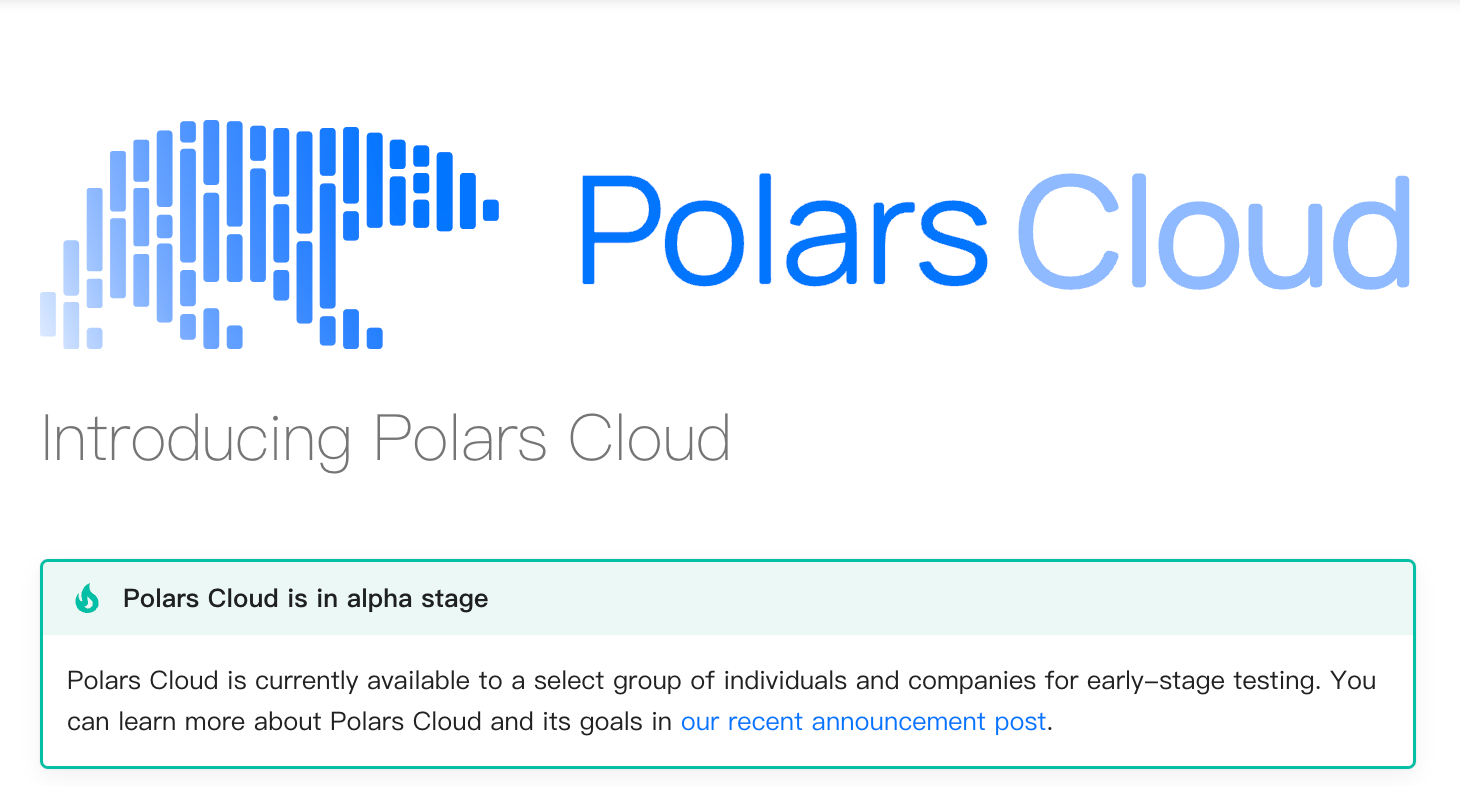 Polars Cloud
Introducing Polars Cloud
Polars Cloud is in alpha stage
Polars Cloud is currently available to a select group of individuals and companies for early-stage testing. You
can learn more about Polars Cloud and its goals in our recent announcement post.